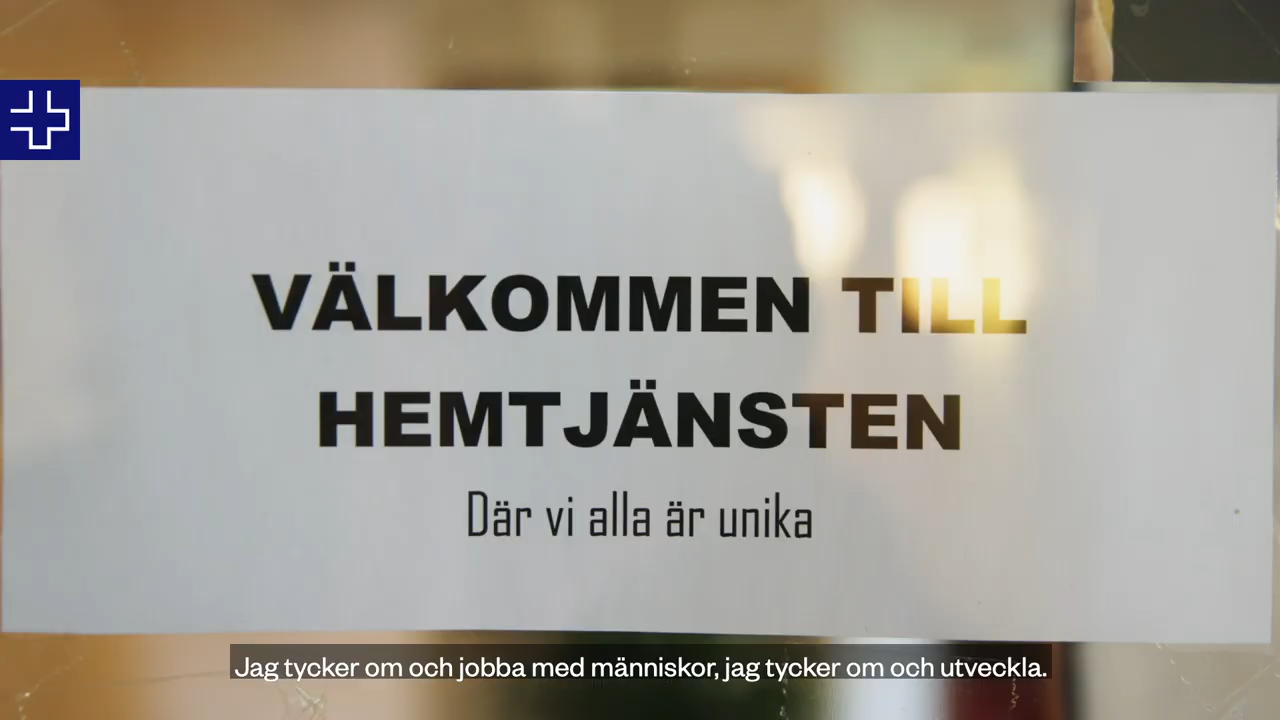 VÄLKOMMEN TILL
HEMTJÄNSTEN
Där vi alla är unika
Jag tycker om och jobba med människor, jag tycker om och utveckla.